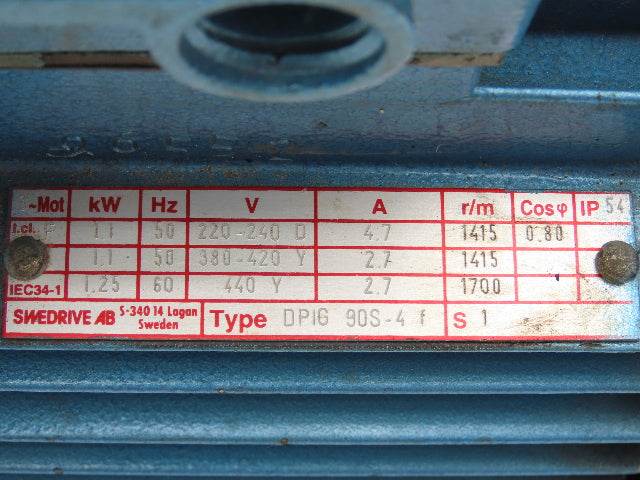 ~Mot kW Hz V A r/m Cosφ IP 54
I.cl. F 1.1 50 220-240 D 4.7 1415 0.80
1.1 50 380-420 Y 2.7 1415
IEC34-1 1.25 60 440 Y 2.7 1700
SWEDRIVE AB S-340 14 Lagan Sweden Type DPIG 90S-4 f S 1